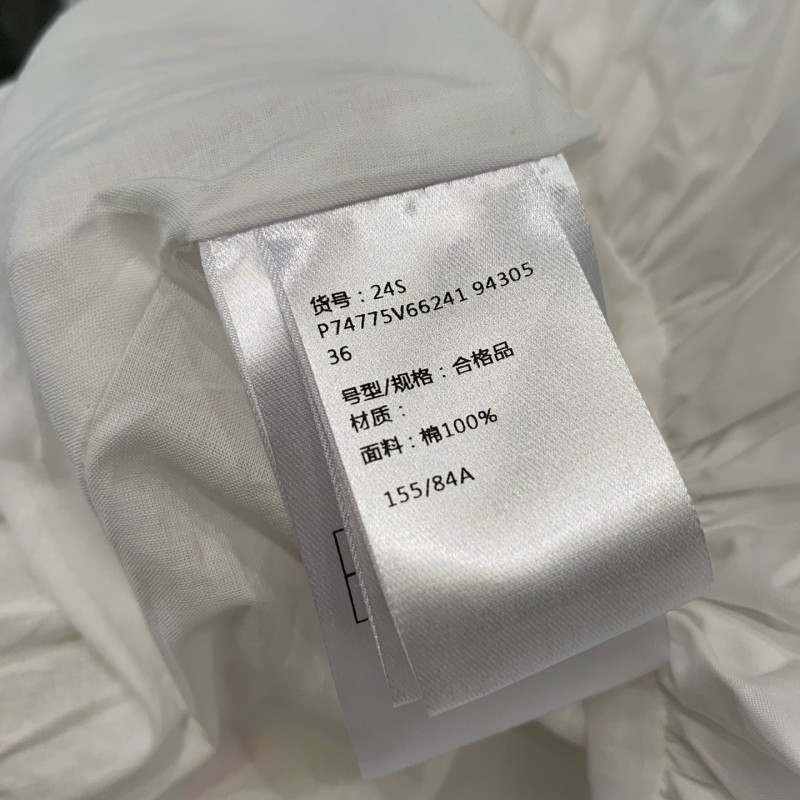 货号：24S
P74775V66241 94305
36
号型/规格：合格品
材质：
面料：棉100%
155/84A